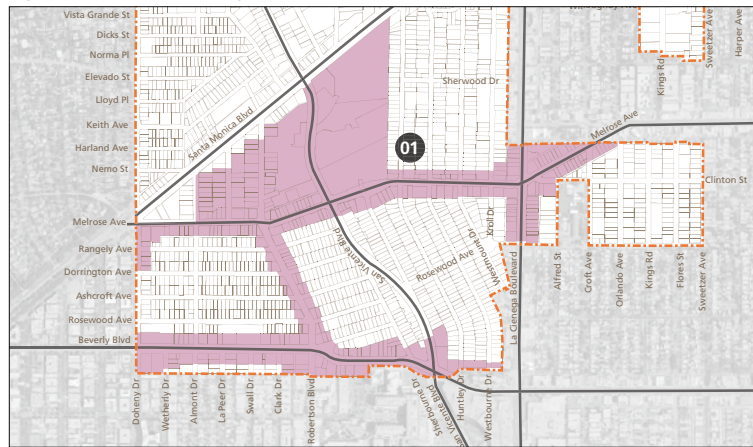 Vista Grande St
Dicks St
Norma Pl
Elevado St
Lloyd Pl
Keith Ave
Harland Ave
Nemo St
Melrose Ave
Rangely Ave
Dorrington Ave
Ashcroft Ave
Rosewood Ave
Beverly Blvd
Santa Monica Blvd
Sherwood Dr
01
Melrose Ave
Clinton St
San Vicente Blvd
Rosewood Ave
Westmount Dr
Knoll Dr
La Cienega Boulevard
Alfred St
Croft Ave
Orlando Ave
Kings Rd
Flores St
Sweetzer Ave
Kings Rd
Sweetzer Ave
Harper Ave
Doheny Dr
Wetherly Dr
Almont Dr
La Peer Dr
Swall Dr
Clark Dr
Robertson Blvd
Sherbourne Dr
San Vicente Blvd
Huntley Dr
Westbourne Dr